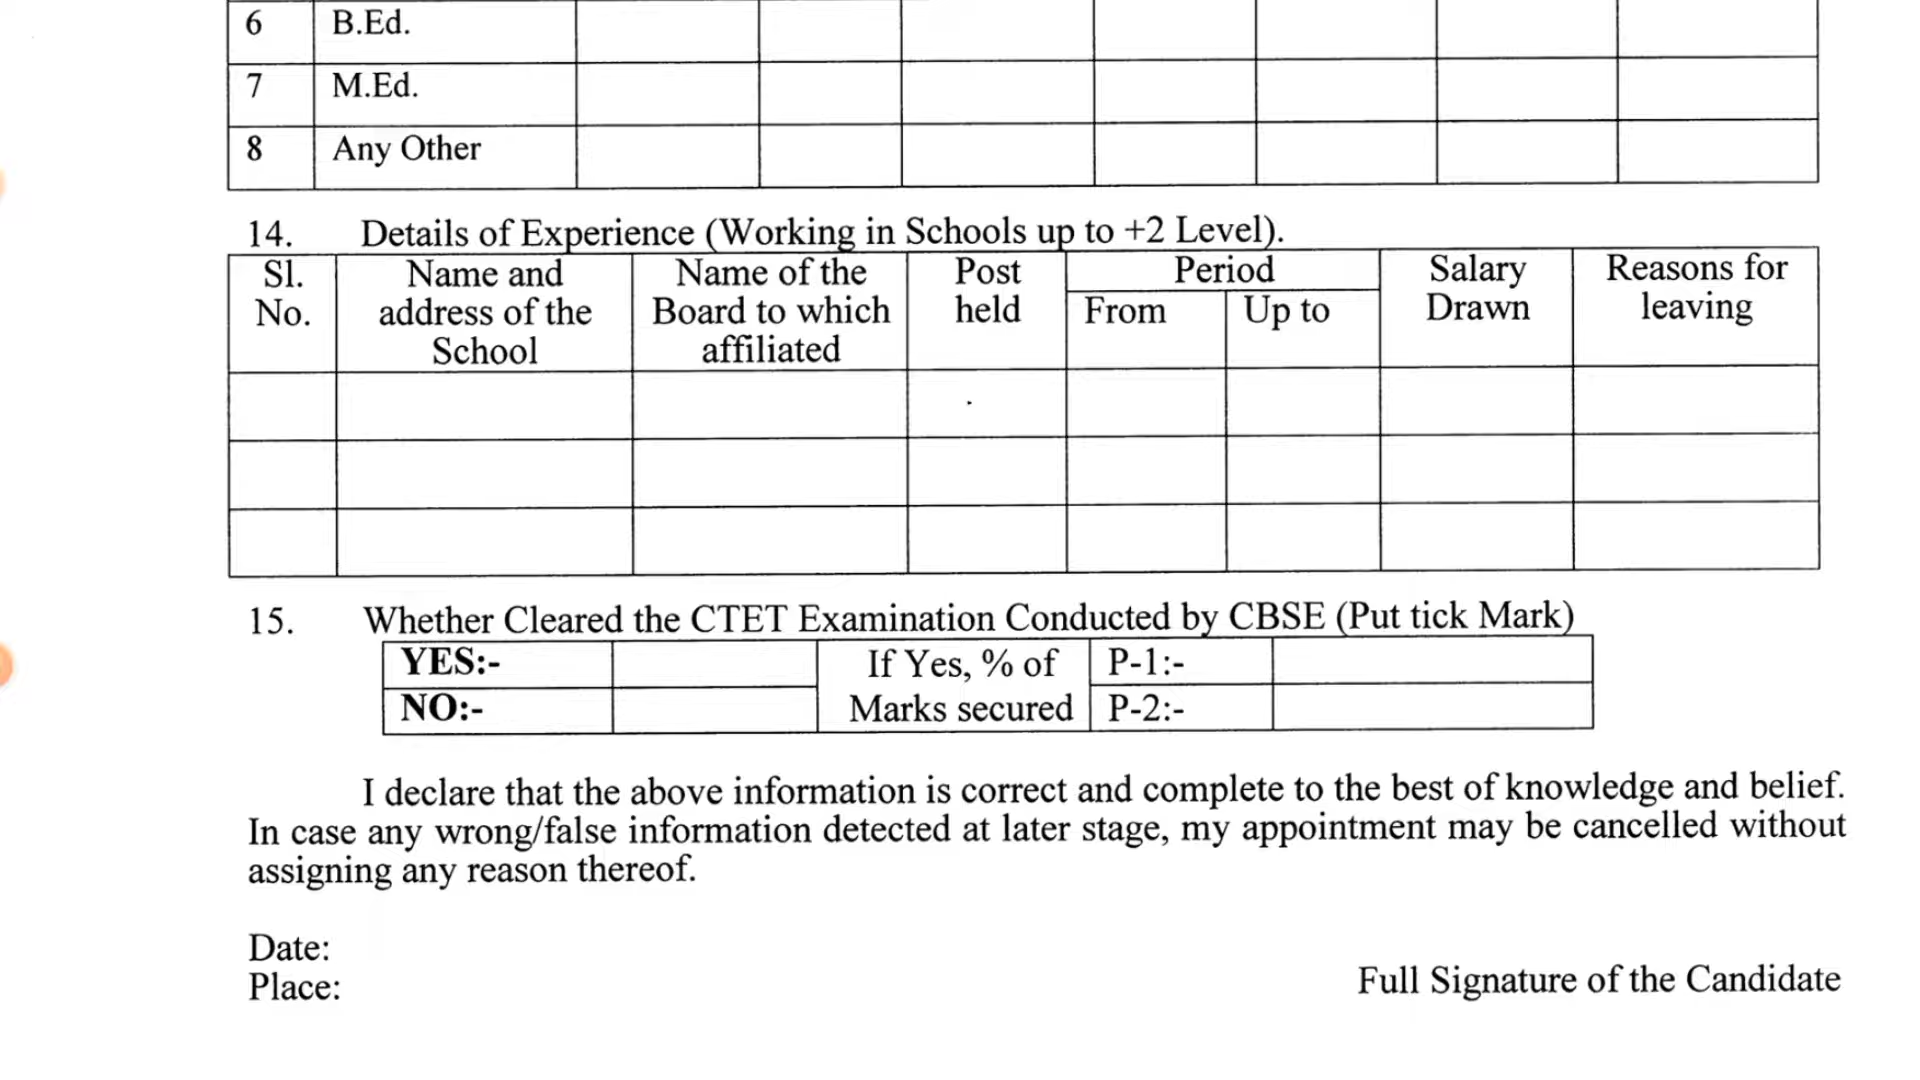 6 B.Ed.
7 M.Ed.
8 Any Other
14. Details of Experience (Working in Schools up to +2 Level).
Sl. No. Name and address of the School Name of the Board to which affiliated Post held Period From Up to Salary Drawn Reasons for leaving
15. Whether Cleared the CTET Examination Conducted by CBSE (Put tick Mark)
YES:- If Yes, % of Marks secured P-1:-
NO:- P-2:-
I declare that the above information is correct and complete to the best of knowledge and belief.
In case any wrong/false information detected at later stage, my appointment may be cancelled without
assigning any reason thereof.
Date:
Place:
Full Signature of the Candidate